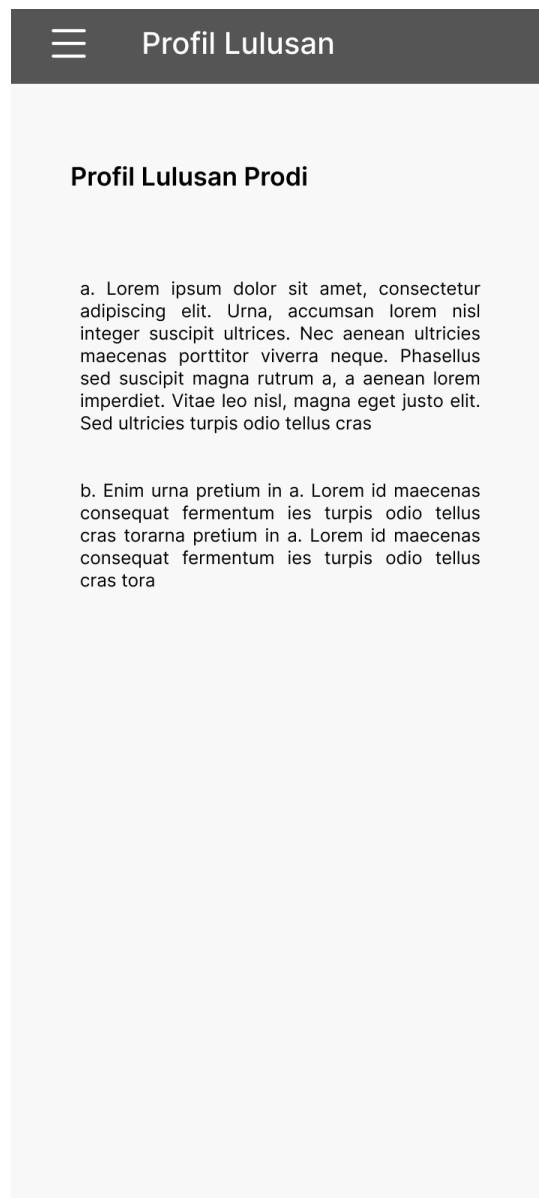 Profil Lulusan
Profil Lulusan Prodi
a. Lorem ipsum dolor sit amet, consectetur
adipiscing elit. Urna, accumsan lorem nisl
integer suscipit ultrices. Nec aenean ultricies
maecenas porttitor viverra neque. Phasellus
sed suscipit magna rutrum a, a aenean lorem
imperdiet. Vitae leo nisl, magna eget justo elit.
Sed ultricies turpis odio tellus cras
b. Enim urna pretium in a. Lorem id maecenas
consequat fermentum ies turpis odio tellus
cras torarna pretium in a. Lorem id maecenas
consequat fermentum ies turpis odio tellus
cras tora